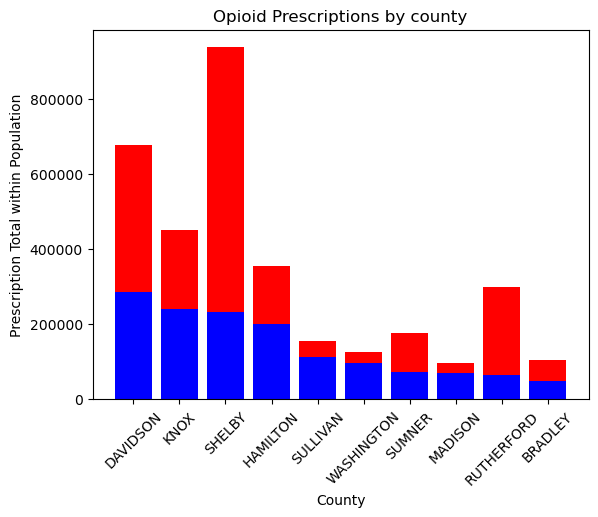 Opioid Prescriptions by county
Prescription Total within Population
800000
600000
400000
200000
0
DAVIDSON
KNOX
SHELBY
HAMILTON
SULLIVAN
WASHINGTON
SUMNER
MADISON
RUTHERFORD
BRADLEY
County